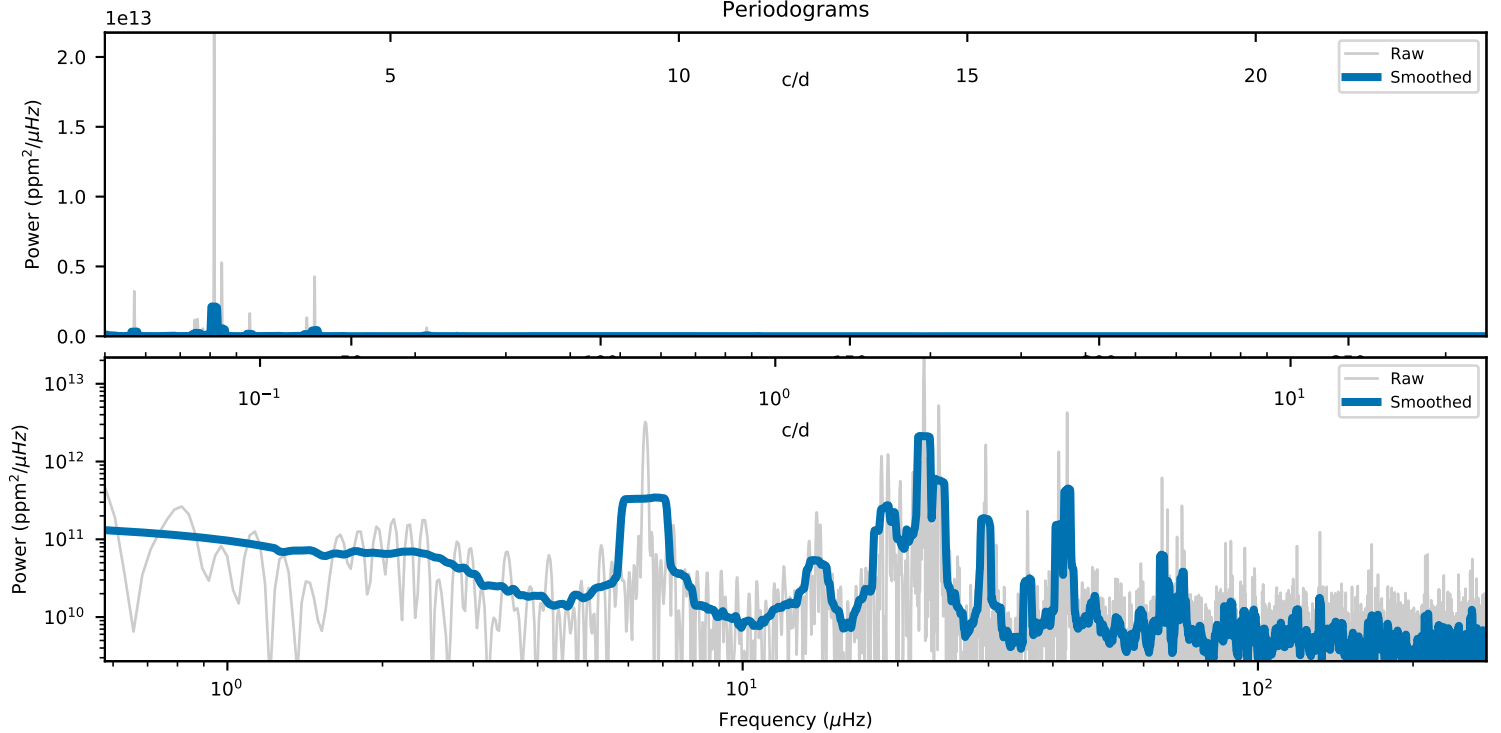 Periodograms
1e13
5
10
15
20
c/d
Raw
Smoothed
2.0
1.5
1.0
0.5
0.0
Power (ppm²/μHz)
10⁻¹
10⁰
10¹
c/d
Raw
Smoothed
10¹³
10¹²
10¹¹
10¹⁰
Power (ppm²/μHz)
10⁰
10¹
10²
Frequency (μHz)